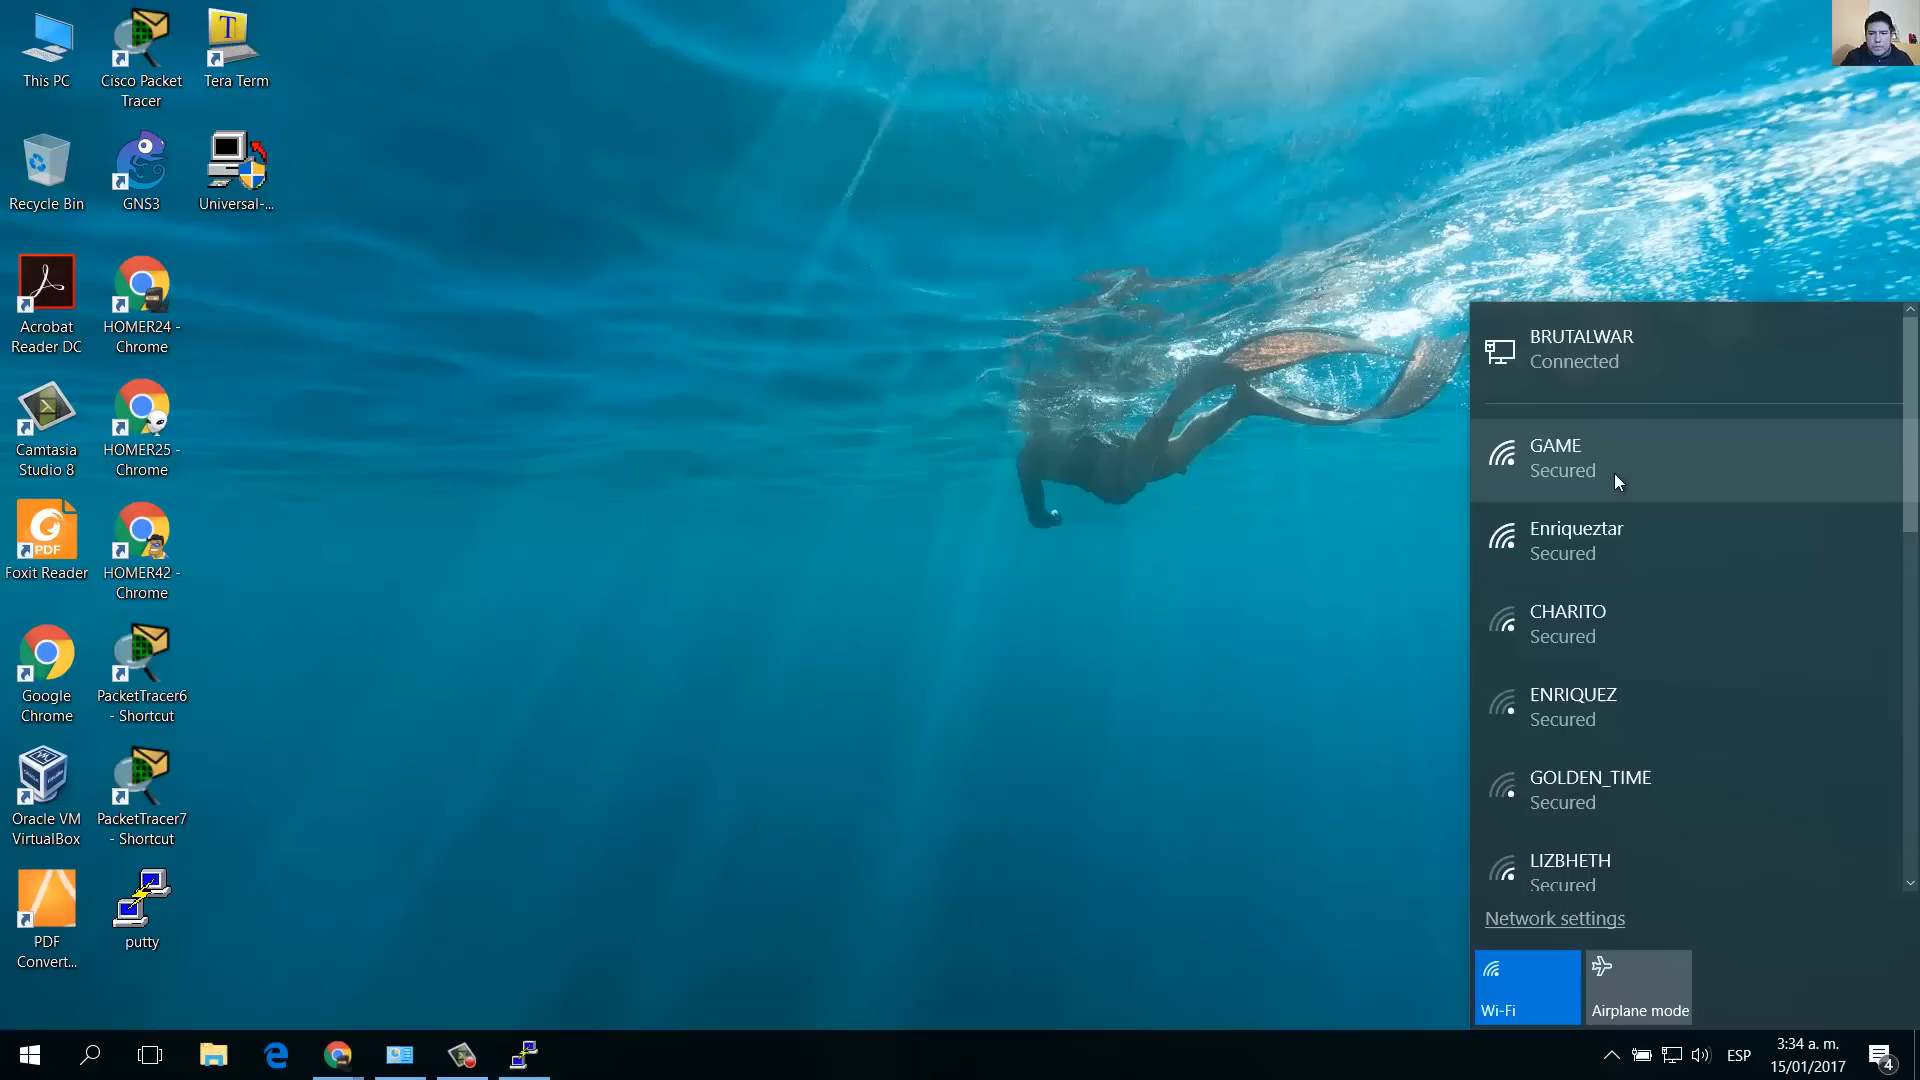 This PC
Cisco Packet
Tracer
Tera Term
Recycle Bin
GNS3
Universal-...
Acrobat
Reader DC
HOMER24 -
Chrome
Camtasia
Studio 8
HOMER25 -
Chrome
PDF
Foxit Reader
HOMER42 -
Chrome
Google
Chrome
PacketTracer6
- Shortcut
Oracle VM
VirtualBox
PacketTracer7
- Shortcut
PDF
Convert...
putty
BRUTALWAR
Connected
GAME
Secured
Enriqueztar
Secured
CHARITO
Secured
ENRIQUEZ
Secured
GOLDEN_TIME
Secured
LIZBHETH
Secured
Network settings
Wi-Fi
Airplane mode
ESP
3:34 a. m.
15/01/2017
4